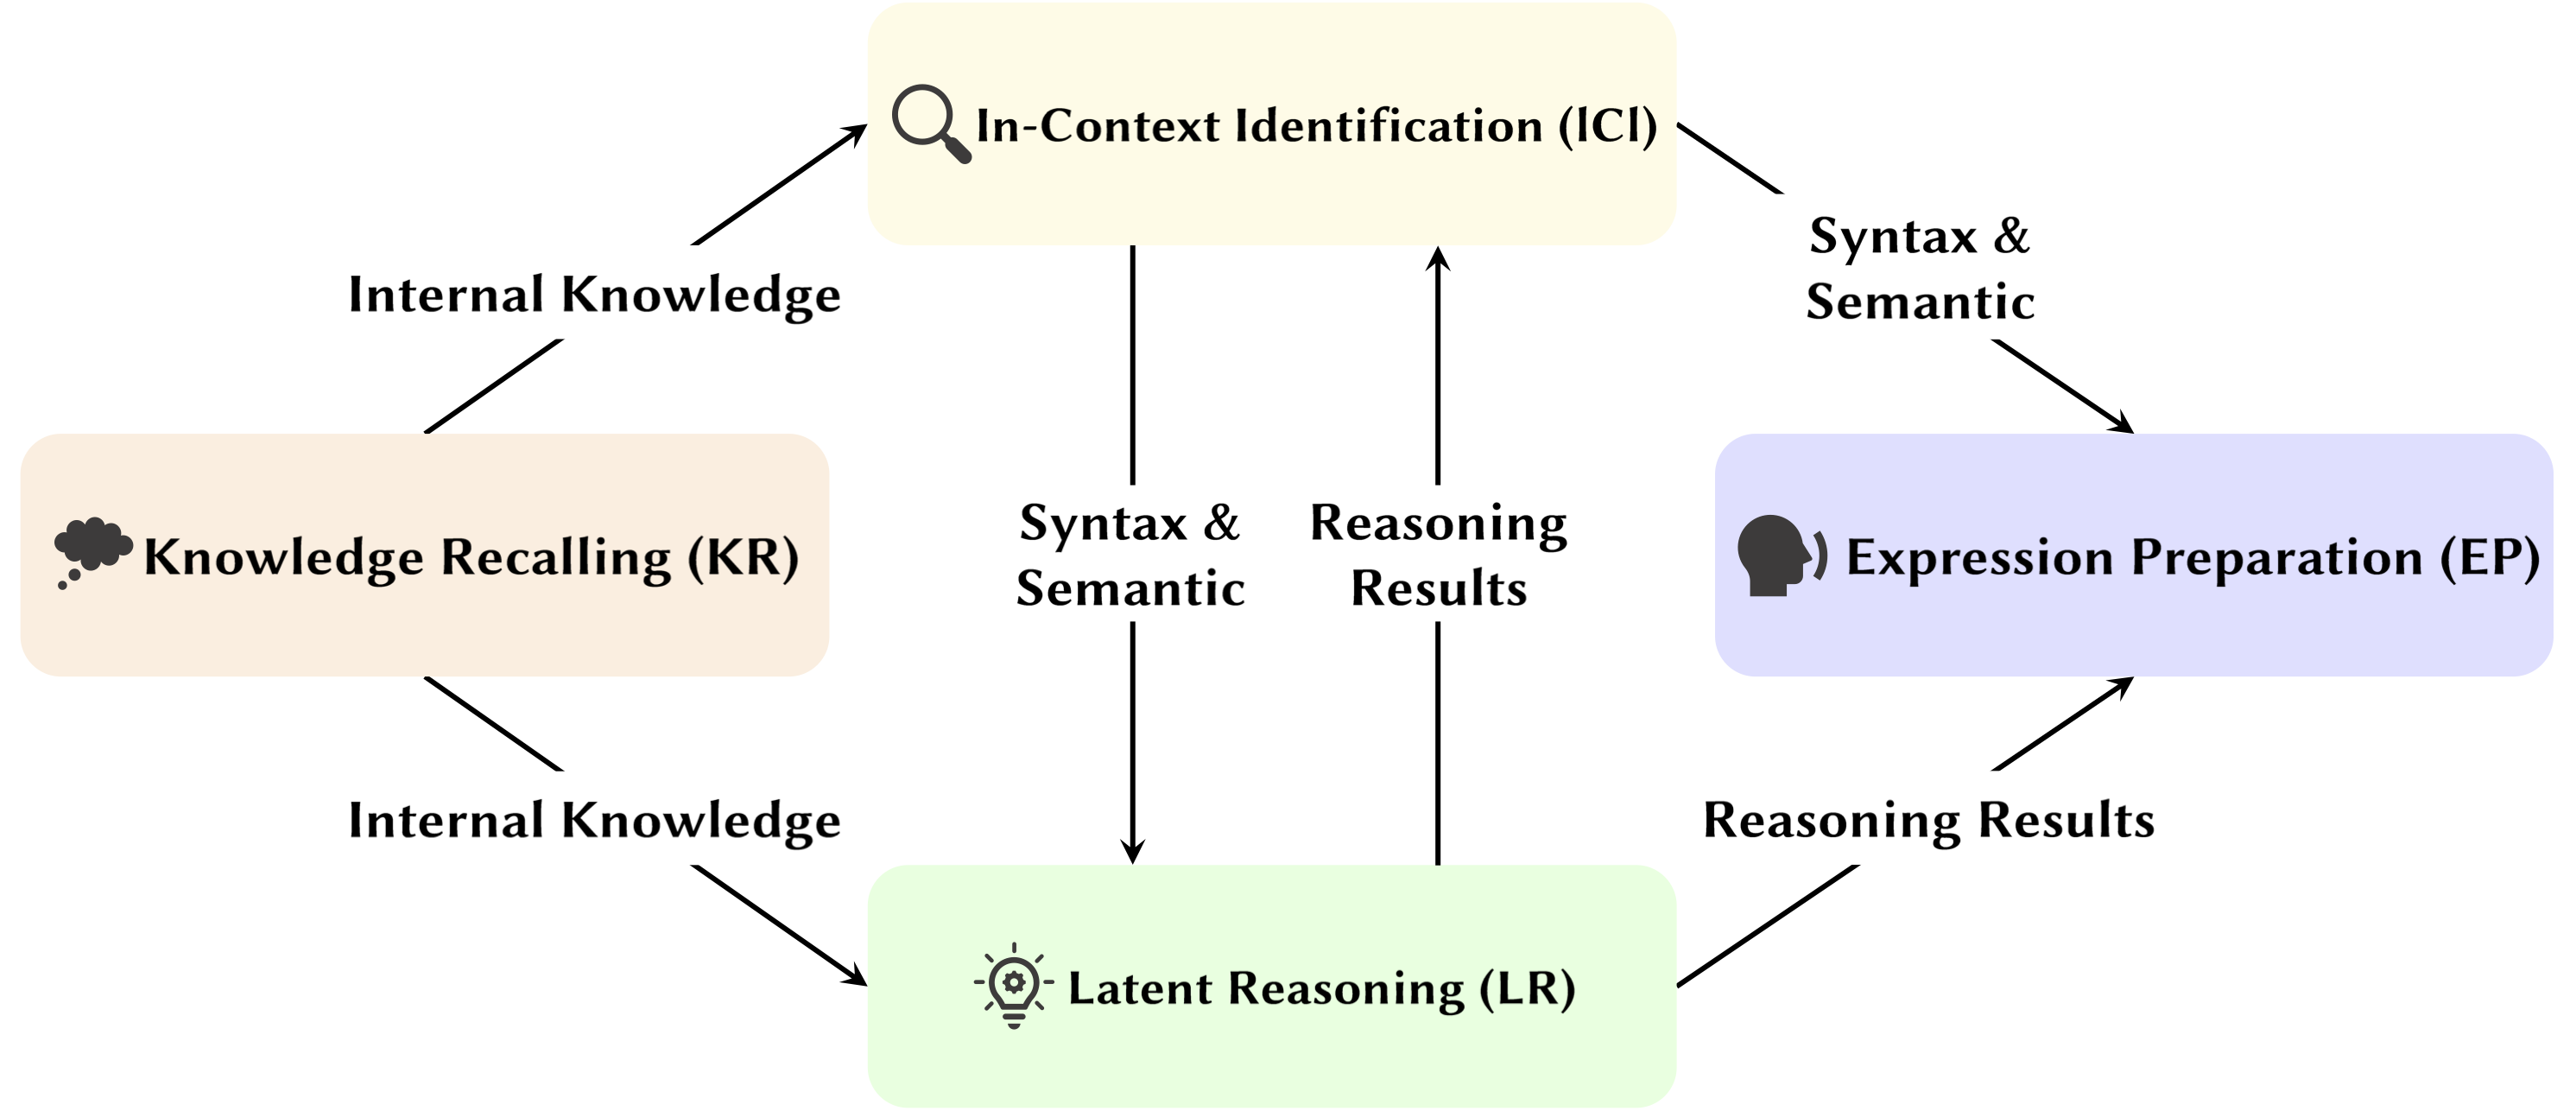 In-Context Identification (ICI)
Syntax &
Semantic
Internal Knowledge
Knowledge Recalling (KR)
Syntax &
Semantic
Reasoning
Results
Expression Preparation (EP)
Internal Knowledge
Reasoning Results
Latent Reasoning (LR)